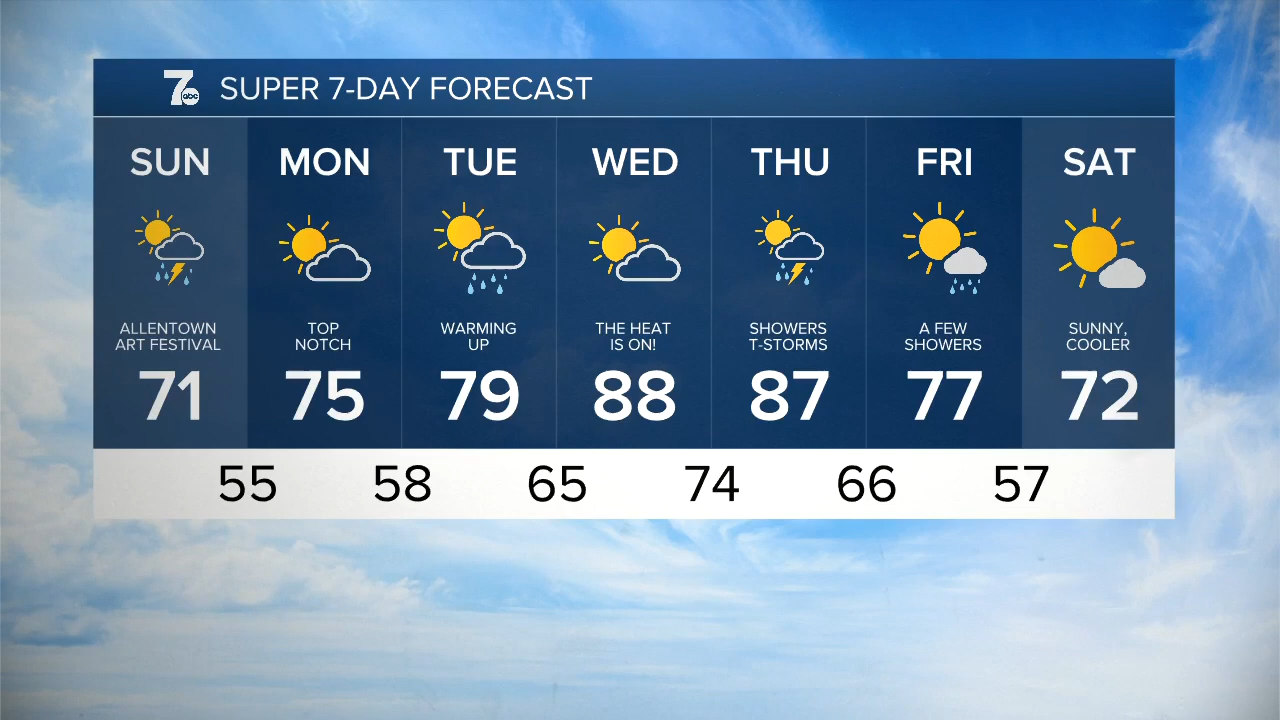 7 abc SUPER 7-DAY FORECAST
SUN MON TUE WED THU FRI SAT
ALLENTOWN
ART FESTIVAL
TOP
NOTCH
WARMING
UP
THE HEAT
IS ON!
SHOWERS
T-STORMS
A FEW
SHOWERS
SUNNY,
COOLER
71 75 79 88 87 77 72
55 58 65 74 66 57